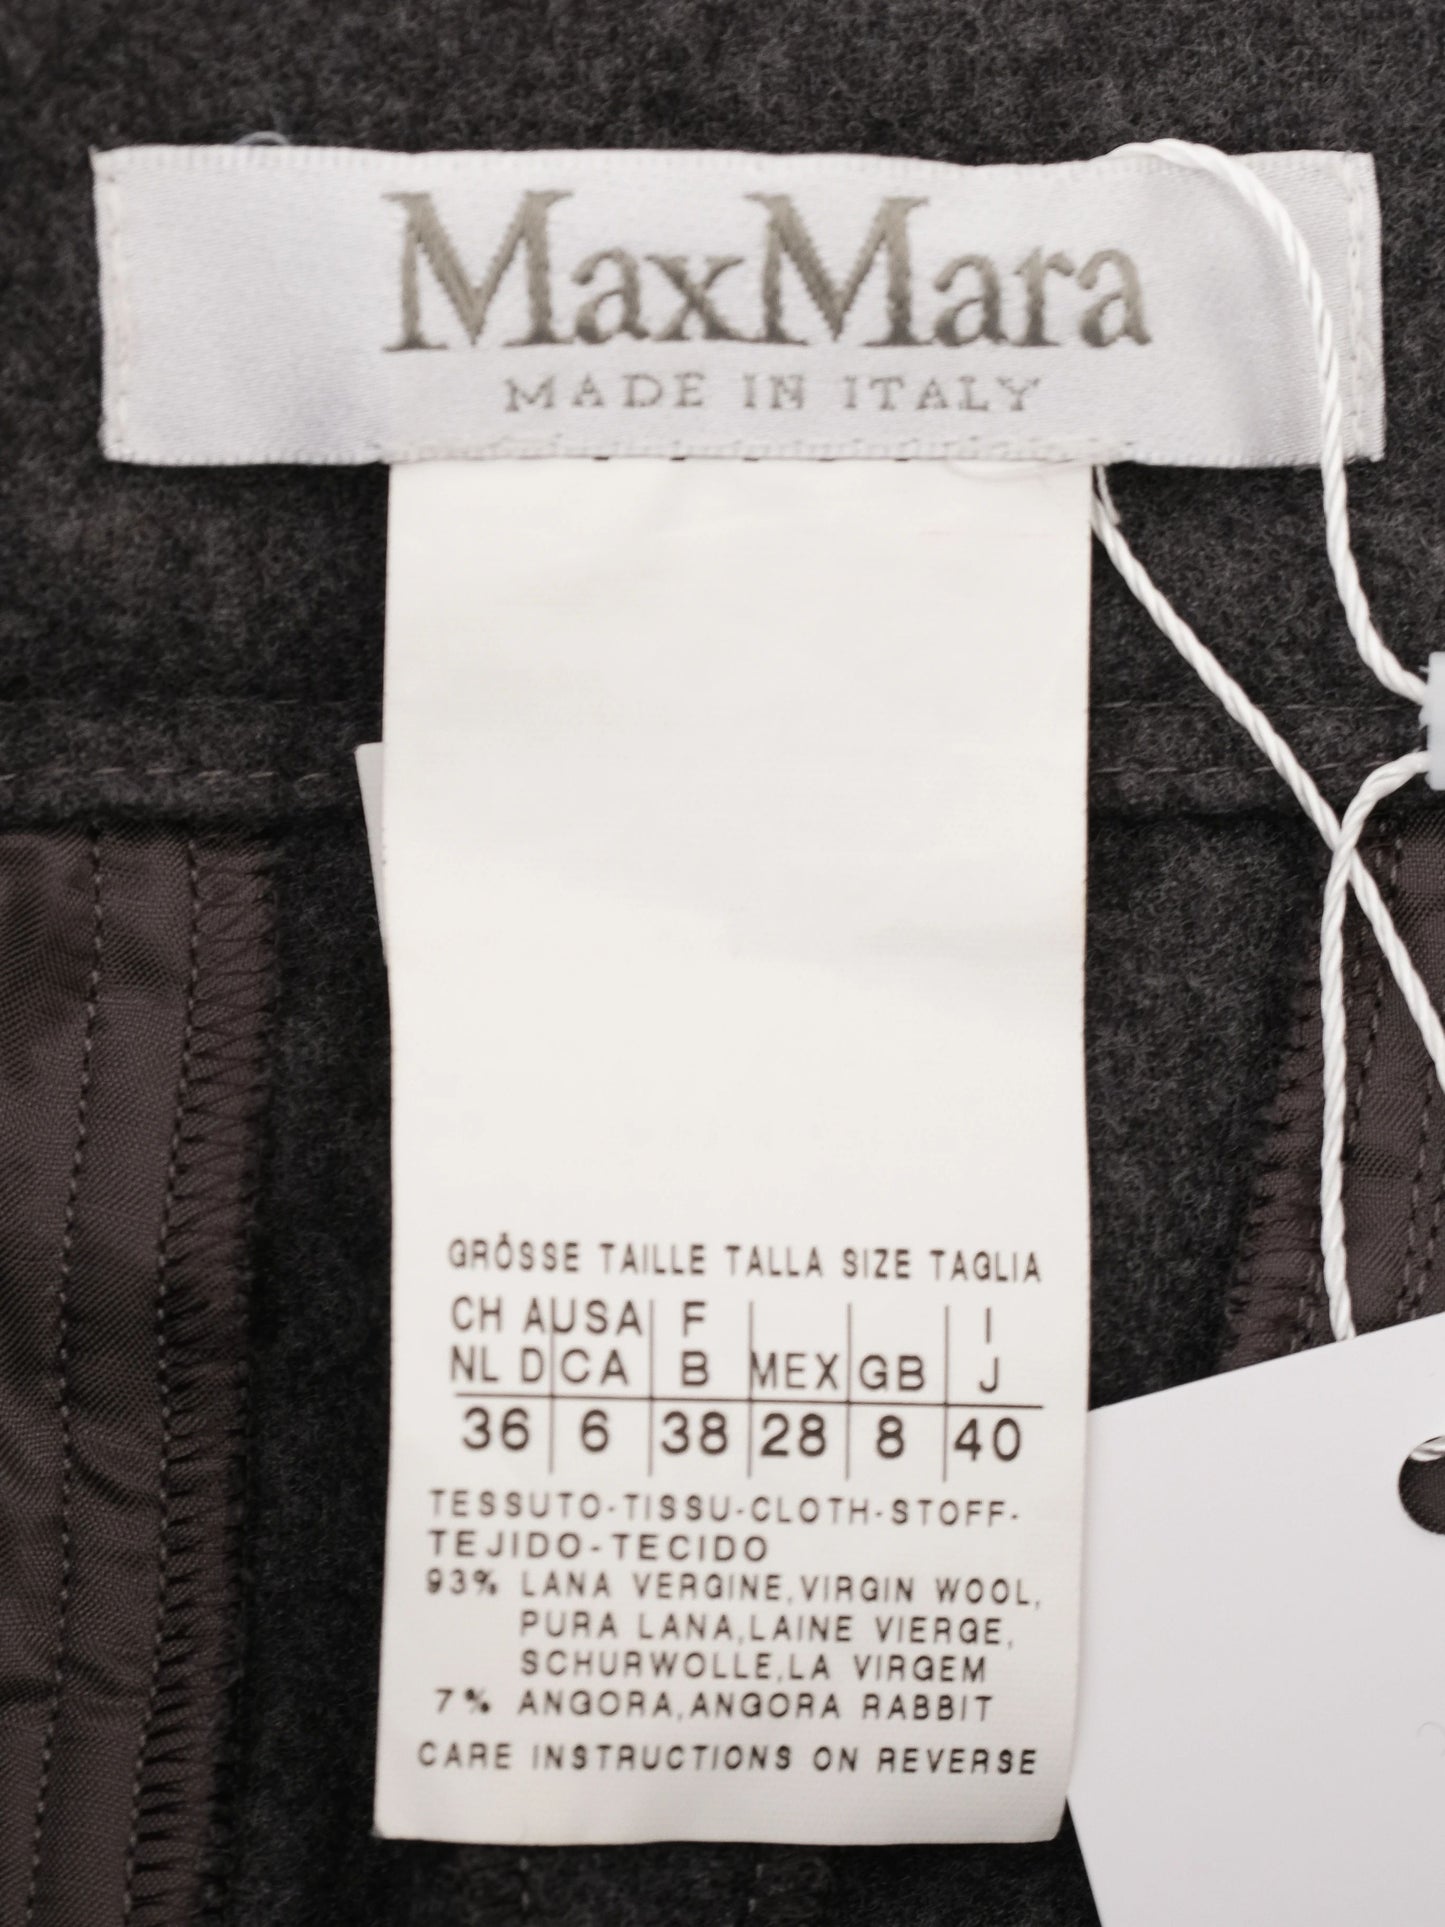 MaxMara
MADE IN ITALY
GRÖSSE TAILLE TALLA SIZE TAGLIA
CH A USA F I
NL D CA B MEX GB J
36 6 38 28 8 40
TESSUTO-TISSU-CLOTH-STOFF-
TEJIDO-TECIDO
93% LANA VERGINE,VIRGIN WOOL,
PURA LANA,LAINE VIERGE,
SCHURWOLLE,LA VIRGEM
7% ANGORA,ANGORA RABBIT
CARE INSTRUCTIONS ON REVERSE